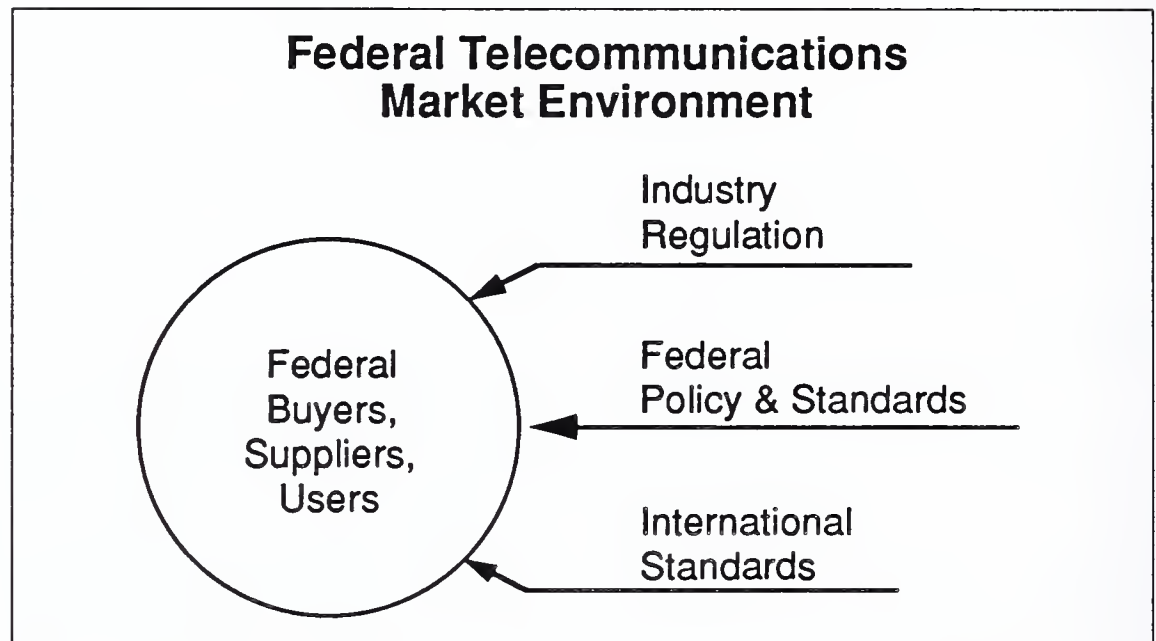 Federal Telecommunications
Market Environment
Industry
Regulation
Federal
Buyers,
Suppliers,
Users
Federal
Policy & Standards
International
Standards